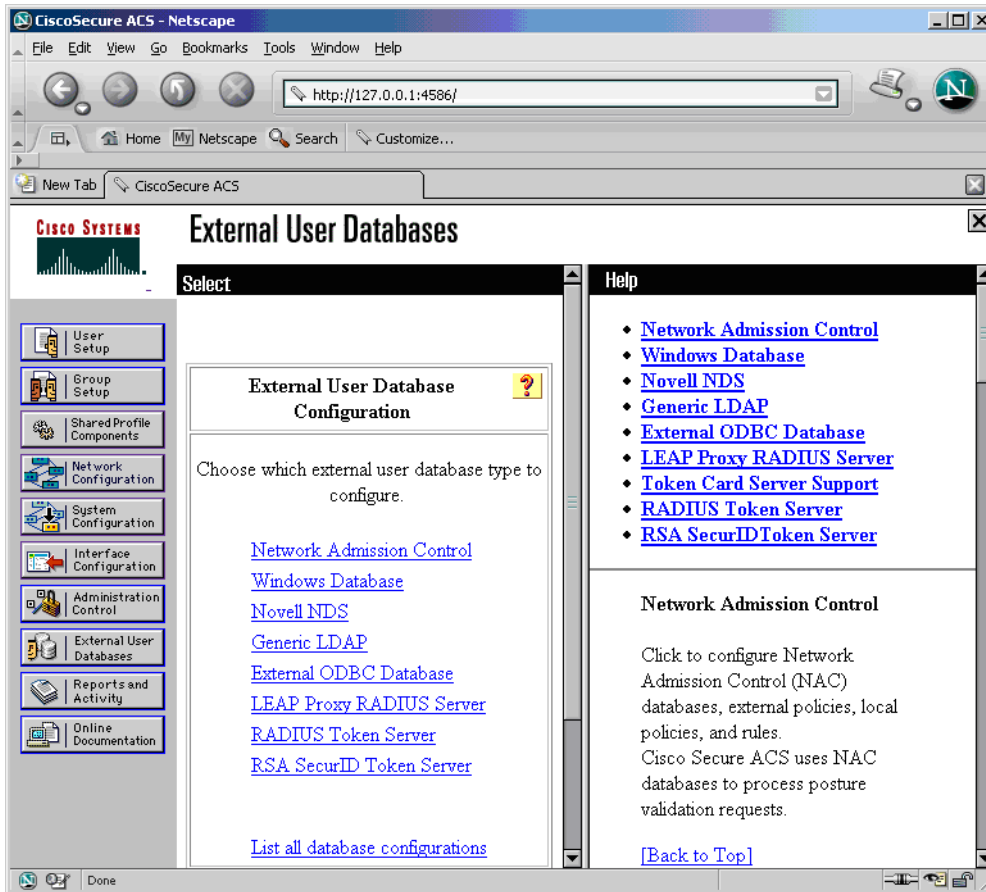 CiscoSecure ACS - Netscape
File Edit View Go Bookmarks Tools Window Help
http://127.0.0.1:4586/
Home My Netscape Search Customize...
New Tab CiscoSecure ACS
CISCO SYSTEMS
External User Databases
User
Setup
Group
Setup
Shared Profile
Components
Network
Configuration
System
Configuration
Interface
Configuration
Administration
Control
External User
Databases
Reports and
Activity
Online
Documentation
Select
External User Database
Configuration
?
Choose which external user database type to
configure.
Network Admission Control
Windows Database
Novell NDS
Generic LDAP
External ODBC Database
LEAP Proxy RADIUS Server
RADIUS Token Server
RSA SecurID Token Server
List all database configurations
Help
• Network Admission Control
• Windows Database
• Novell NDS
• Generic LDAP
• External ODBC Database
• LEAP Proxy RADIUS Server
• Token Card Server Support
• RADIUS Token Server
• RSA SecurIDToken Server
Network Admission Control
Click to configure Network
Admission Control (NAC)
databases, external policies, local
policies, and rules.
Cisco Secure ACS uses NAC
databases to process posture
validation requests.
[Back to Top]
Done